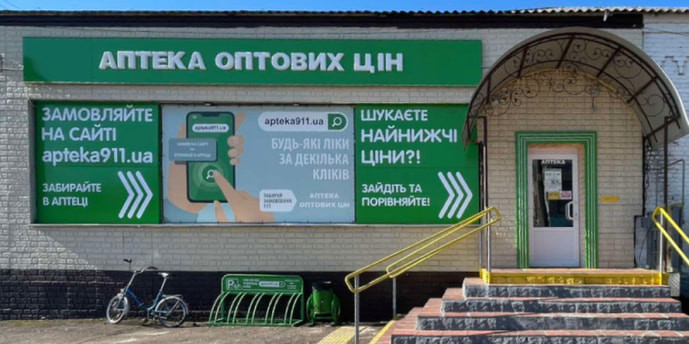 АПТЕКА ОПТОВИХ ЦІН
ЗАМОВЛЯЙТЕ
НА САЙТІ
apteka911.ua
ЗАБИРАЙТЕ
В АПТЕЦІ
apteka911.ua
apteka911.ua
БУДЬ-ЯКІ ЛІКИ
ЗА ДЕКІЛЬКА
КЛІКІВ
АПТЕКА
ОПТОВИХ ЦІН
ШУКАЄТЕ
НАЙНИЖЧІ
ЦІНИ?!
ЗАЙДІТЬ ТА
ПОРІВНЯЙТЕ!
АПТЕКА
P